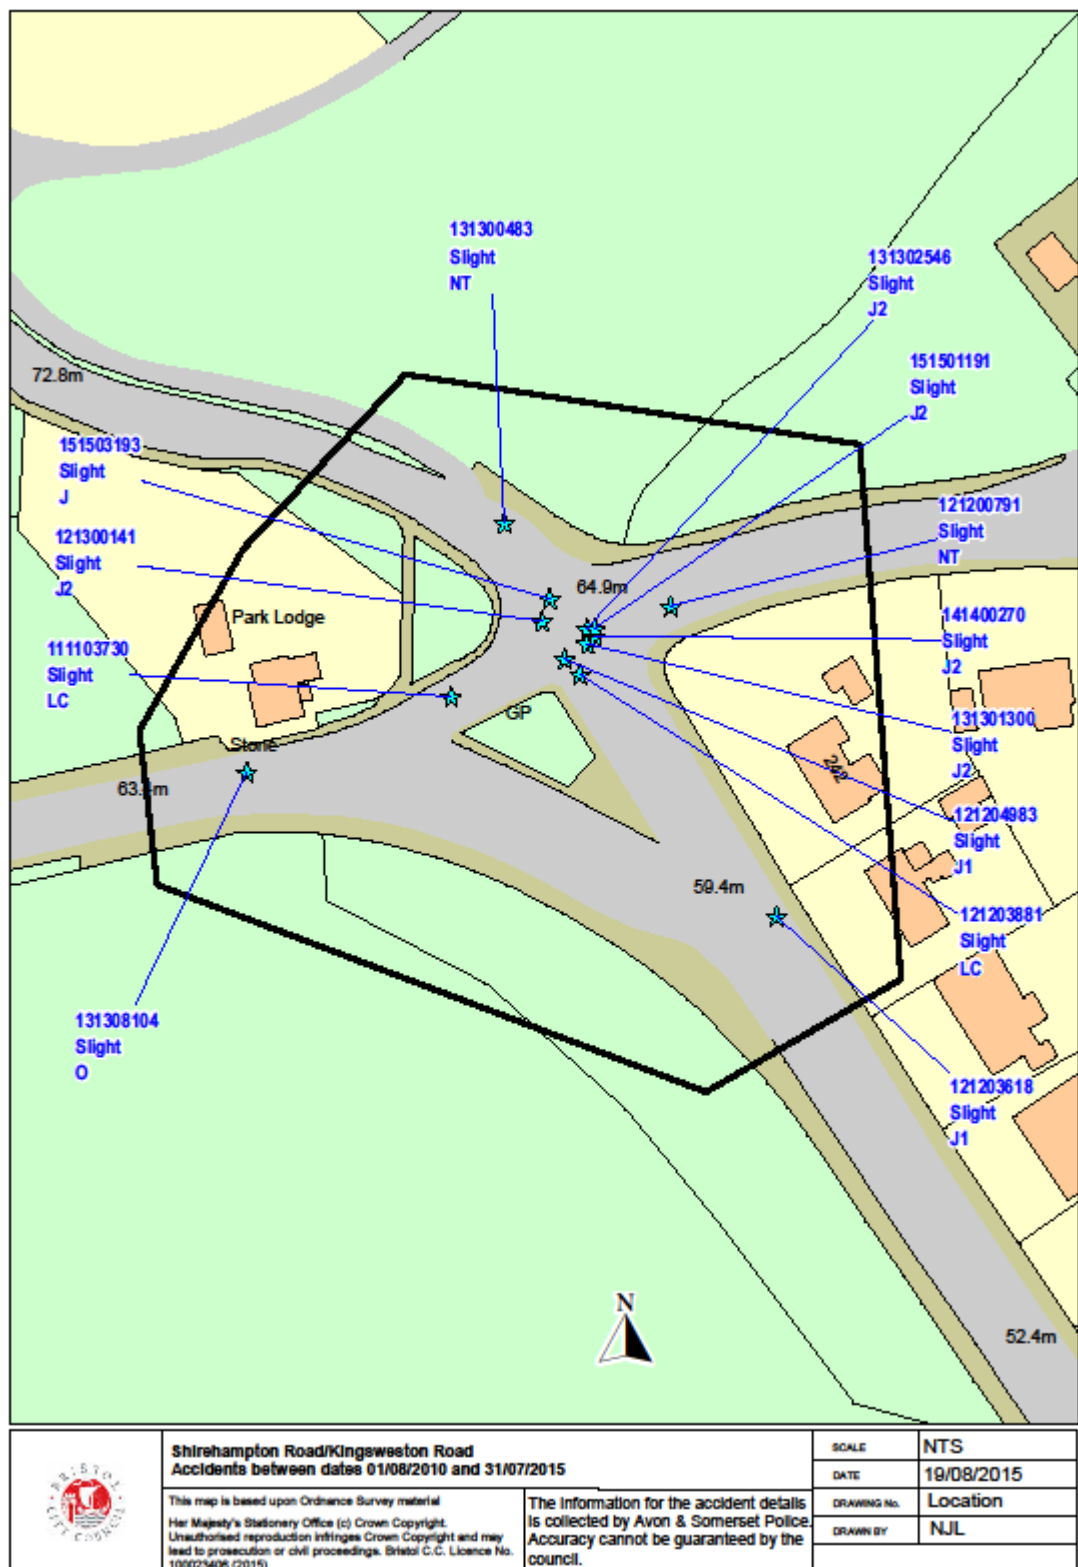 131300483
Slight
NT
131302546
Slight
J2
151501191
Slight
J2
72.8m
151503193
Slight
J
121200791
Slight
NT
121300141
Slight
J2
64.9m
Park Lodge
141400270
Slight
J2
111103730
Slight
LC
GP
131301300
Slight
J2
Stone
242
63.4m
121204983
Slight
J1
59.4m
121203881
Slight
LC
131308104
Slight
O
121203618
Slight
J1
N
52.4m
BRISTOL
CITY COUNCIL
Shirehampton Road/Kingsweston Road
Accidents between dates 01/08/2010 and 31/07/2015
This map is based upon Ordnance Survey material
Her Majesty's Stationery Office (c) Crown Copyright.
Unauthorised reproduction infringes Crown Copyright and may
lead to prosecution or civil proceedings. Bristol C.C. Licence No.
100023406 (2015)
The information for the accident details
is collected by Avon & Somerset Police.
Accuracy cannot be guaranteed by the
council.
SCALE NTS
DATE 19/08/2015
DRAWING No. Location
DRAWN BY NJL